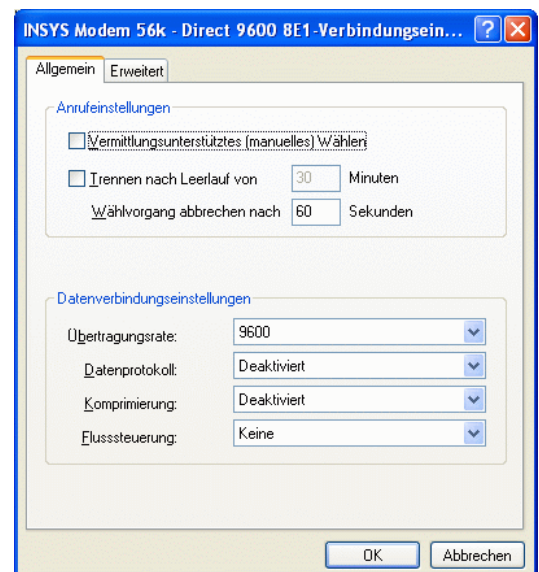 INSYS Modem 56k - Direct 9600 8E1-Verbindungsein...
Allgemein Erweitert
Anrufeinstellungen
Vermittlungsunterstütztes (manuelles) Wählen
Trennen nach Leerlauf von 30 Minuten
Wählvorgang abbrechen nach 60 Sekunden
Datenverbindungseinstellungen
Übertragungsrate: 9600
Datenprotokoll: Deaktiviert
Komprimierung: Deaktiviert
Flusssteuerung: Keine
OK Abbrechen